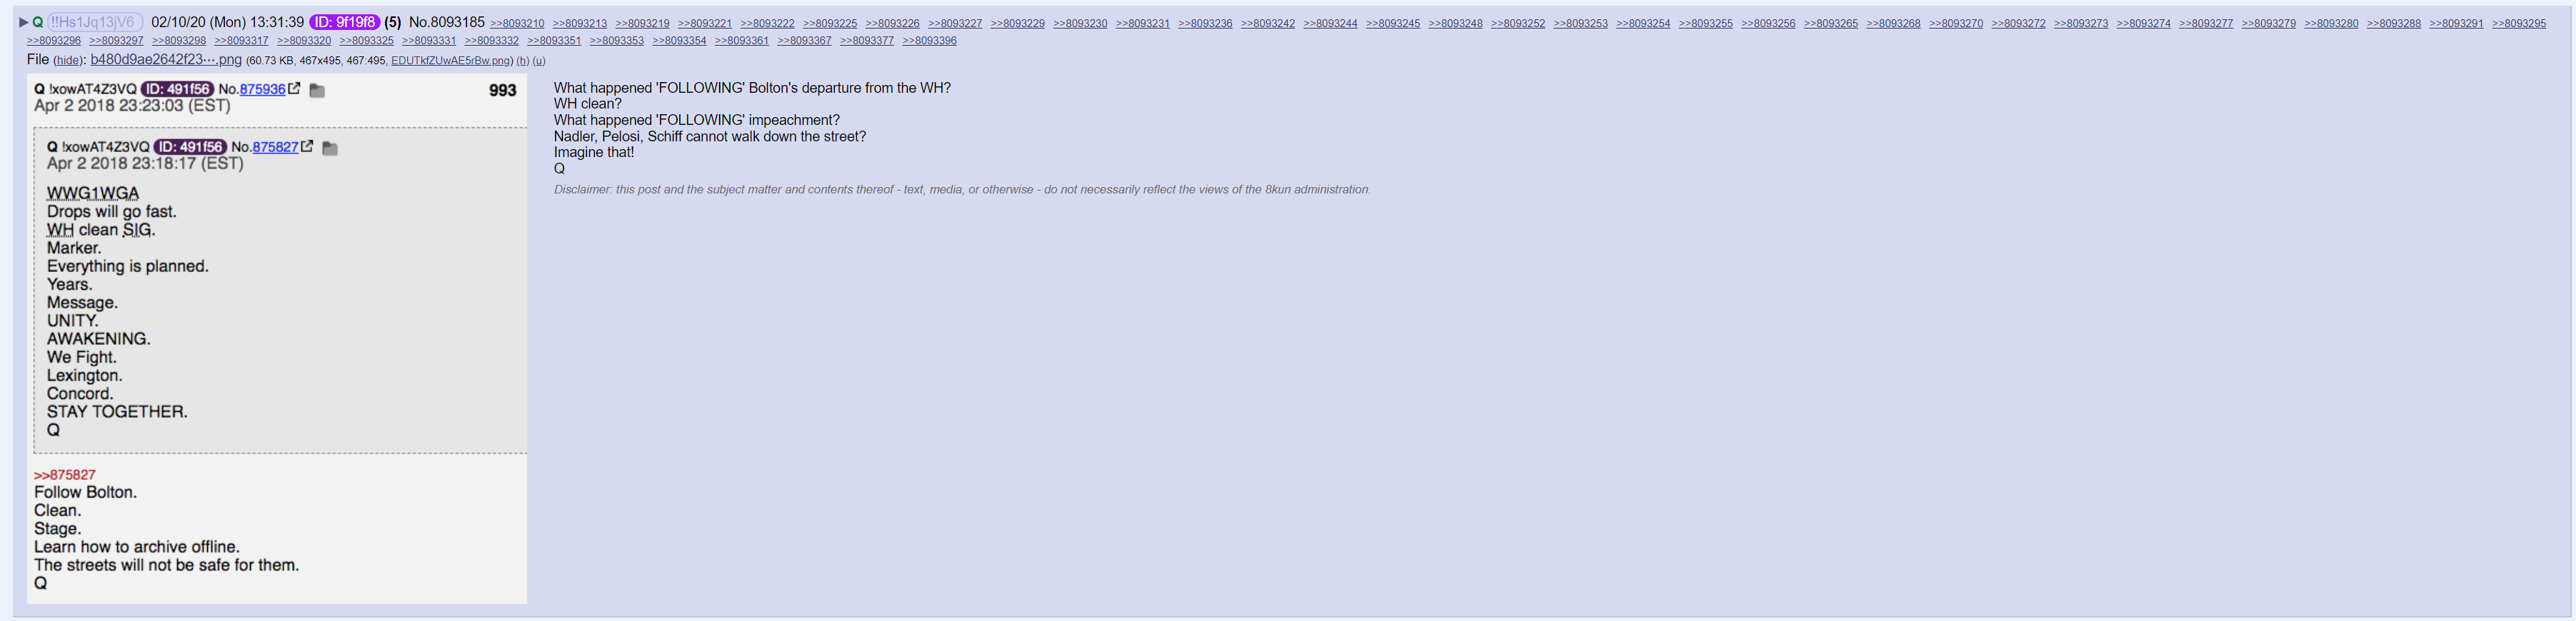 ▶ Q !!Hs1Jq13jV6 02/10/20 (Mon) 13:31:39 ID: 9f19f8 (5) No.8093185 >>8093210 >>8093213 >>8093219 >>8093221 >>8093222 >>8093225 >>8093226 >>8093227 >>8093229 >>8093230 >>8093231 >>8093236 >>8093242 >>8093244 >>8093245 >>8093248 >>8093252 >>8093253 >>8093254 >>8093255 >>8093256 >>8093265 >>8093268 >>8093270 >>8093272 >>8093273 >>8093274 >>8093277 >>8093279 >>8093280 >>8093288 >>8093291 >>8093295
>>8093296 >>8093297 >>8093298 >>8093317 >>8093320 >>8093325 >>8093331 >>8093332 >>8093351 >>8093353 >>8093354 >>8093361 >>8093367 >>8093377 >>8093396
File (hide): b480d9ae2642f23···.png (60.73 KB, 467x495, 467:495, EDUTkfZUwAE5rBw.png) (h) (u)
Q !xowAT4Z3VQ ID: 491f56 No.875936 993
Apr 2 2018 23:23:03 (EST)
Q !xowAT4Z3VQ ID: 491f56 No.875827
Apr 2 2018 23:18:17 (EST)
WWG1WGA
Drops will go fast.
WH clean SIG.
Marker.
Everything is planned.
Years.
Message.
UNITY.
AWAKENING.
We Fight.
Lexington.
Concord.
STAY TOGETHER.
Q
>>875827
Follow Bolton.
Clean.
Stage.
Learn how to archive offline.
The streets will not be safe for them.
Q
What happened 'FOLLOWING' Bolton's departure from the WH?
WH clean?
What happened 'FOLLOWING' impeachment?
Nadler, Pelosi, Schiff cannot walk down the street?
Imagine that!
Q
Disclaimer: this post and the subject matter and contents thereof - text, media, or otherwise - do not necessarily reflect the views of the 8kun administration.